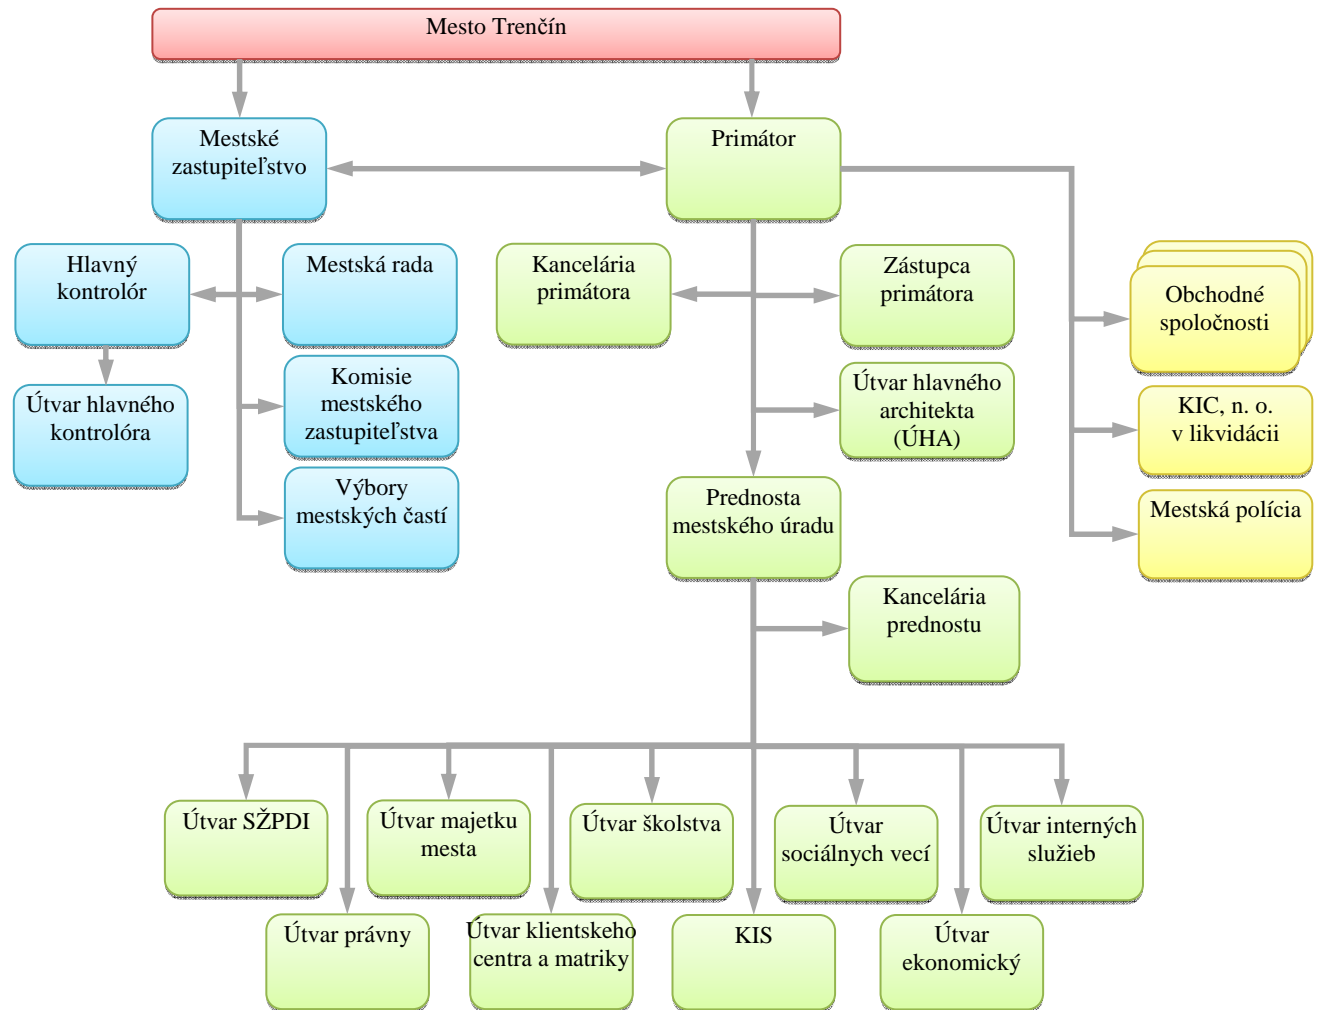 Mesto Trenčín
Mestské
zastupiteľstvo
Primátor
Hlavný
kontrolór
Mestská rada
Kancelária
primátora
Zástupca
primátora
Obchodné
spoločnosti
Útvar hlavného
kontrolóra
Komisie
mestského
zastupiteľstva
Útvar hlavného
architekta
(ÚHA)
KIC, n. o.
v likvidácii
Výbory
mestských častí
Prednosta
mestského úradu
Mestská polícia
Kancelária
prednostu
Útvar SŽPDI
Útvar majetku
mesta
Útvar školstva
Útvar
sociálnych vecí
Útvar interných
služieb
Útvar právny
Útvar klientskeho
centra a matriky
KIS
Útvar
ekonomický